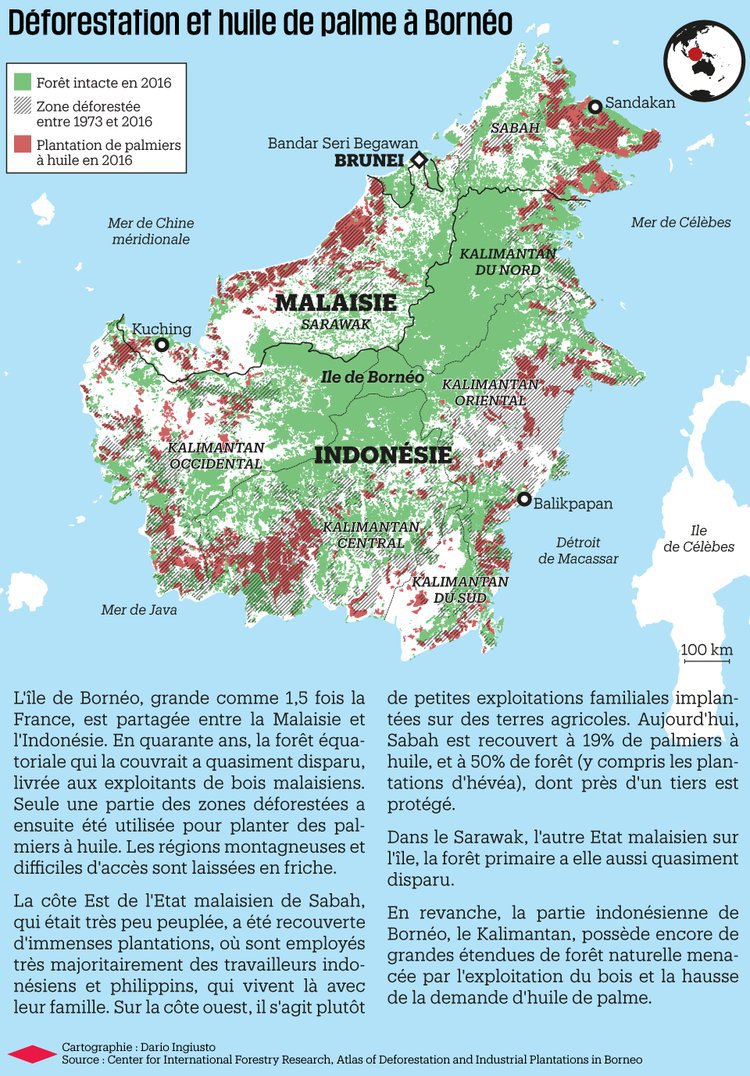 Déforestation et huile de palme à Bornéo
Forêt intacte en 2016
Zone déforestée
entre 1973 et 2016
Plantation de palmiers
à huile en 2016
Sandakan
SABAH
Bandar Seri Begawan
BRUNEI
Mer de Chine
méridionale
Mer de Célèbes
KALIMANTAN
DU NORD
MALAISIE
SARAWAK
Kuching
Ile de Bornéo
KALIMANTAN
ORIENTAL
KALIMANTAN
OCCIDENTAL
INDONÉSIE
Balikpapan
KALIMANTAN
CENTRAL
Détroit
de Macassar
Ile
de Célèbes
KALIMANTAN
DU SUD
Mer de Java
100 km
L'île de Bornéo, grande comme 1,5 fois la
France, est partagée entre la Malaisie et
l'Indonésie. En quarante ans, la forêt équa-
toriale qui la couvrait a quasiment disparu,
livrée aux exploitants de bois malaisiens.
Seule une partie des zones déforestées a
ensuite été utilisée pour planter des pal-
miers à huile. Les régions montagneuses et
difficiles d'accès sont laissées en friche.
La côte Est de l'Etat malaisien de Sabah,
qui était très peu peuplée, a été recouverte
d'immenses plantations, où sont employés
très majoritairement des travailleurs indo-
nésiens et philippins, qui vivent là avec
leur famille. Sur la côte ouest, il s'agit plutôt
de petites exploitations familiales implan-
tées sur des terres agricoles. Aujourd'hui,
Sabah est recouvert à 19% de palmiers à
huile, et à 50% de forêt (y compris les plan-
tations d'hévéa), dont près d'un tiers est
protégé.
Dans le Sarawak, l'autre Etat malaisien sur
l'île, la forêt primaire a elle aussi quasiment
disparu.
En revanche, la partie indonésienne de
Bornéo, le Kalimantan, possède encore de
grandes étendues de forêt naturelle mena-
cée par l'exploitation du bois et la hausse
de la demande d'huile de palme.
Cartographie : Dario Ingiusto
Source : Center for International Forestry Research, Atlas of Deforestation and Industrial Plantations in Borneo